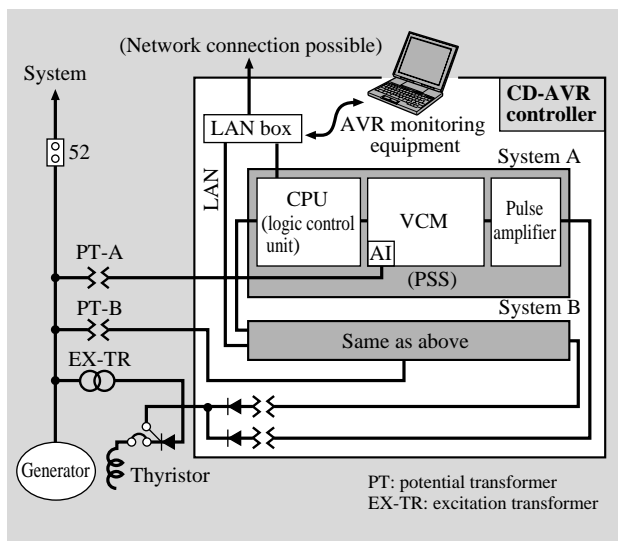 (Network connection possible)
System
CD-AVR
controller
LAN box
AVR monitoring
equipment
52
System A
LAN
CPU
(logic control
unit)
VCM
Pulse
amplifier
PT-A
AI
(PSS)
PT-B
System B
Same as above
EX-TR
Generator
Thyristor
PT: potential transformer
EX-TR: excitation transformer